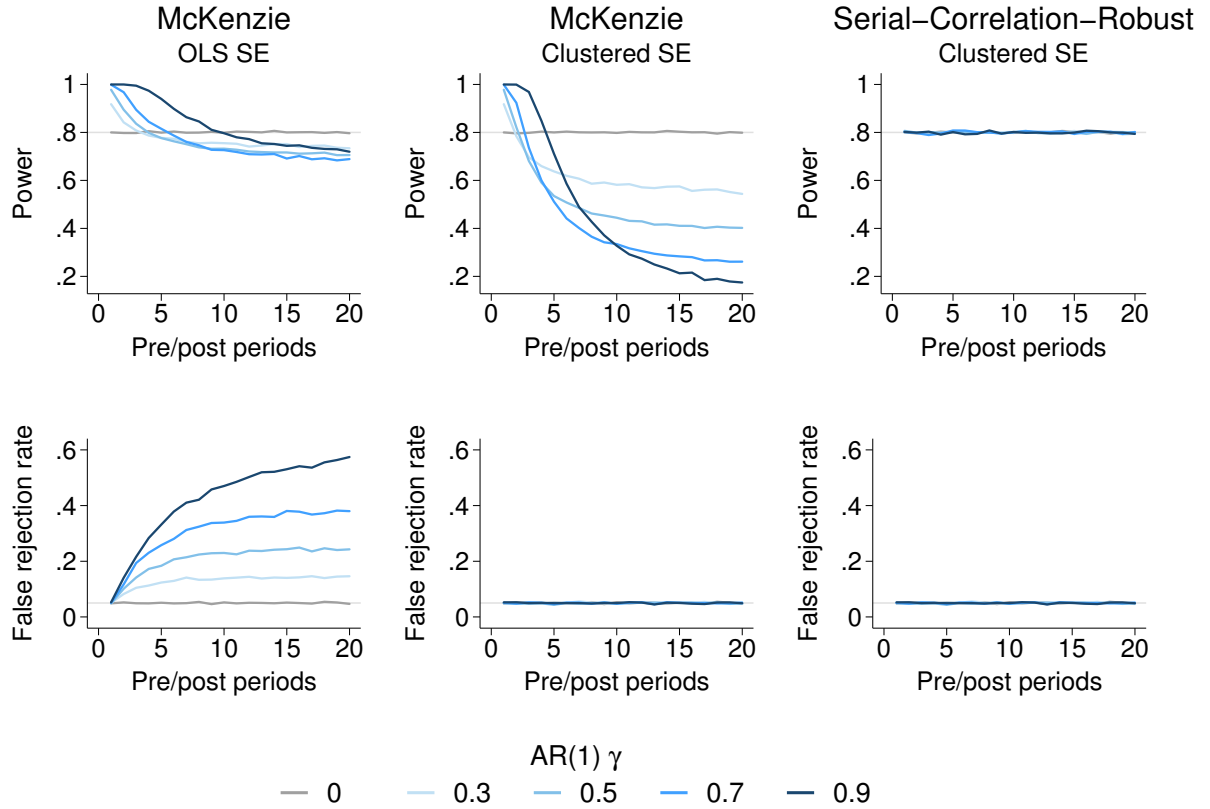 McKenzie
OLS SE
McKenzie
Clustered SE
Serial−Correlation−Robust
Clustered SE
Power
1
.8
.6
.4
.2
0 5 10 15 20
Pre/post periods
Power
1
.8
.6
.4
.2
0 5 10 15 20
Pre/post periods
Power
1
.8
.6
.4
.2
0 5 10 15 20
Pre/post periods
False rejection rate
.6
.4
.2
0
0 5 10 15 20
Pre/post periods
False rejection rate
.6
.4
.2
0
0 5 10 15 20
Pre/post periods
False rejection rate
.6
.4
.2
0
0 5 10 15 20
Pre/post periods
AR(1) γ
0 0.3 0.5 0.7 0.9